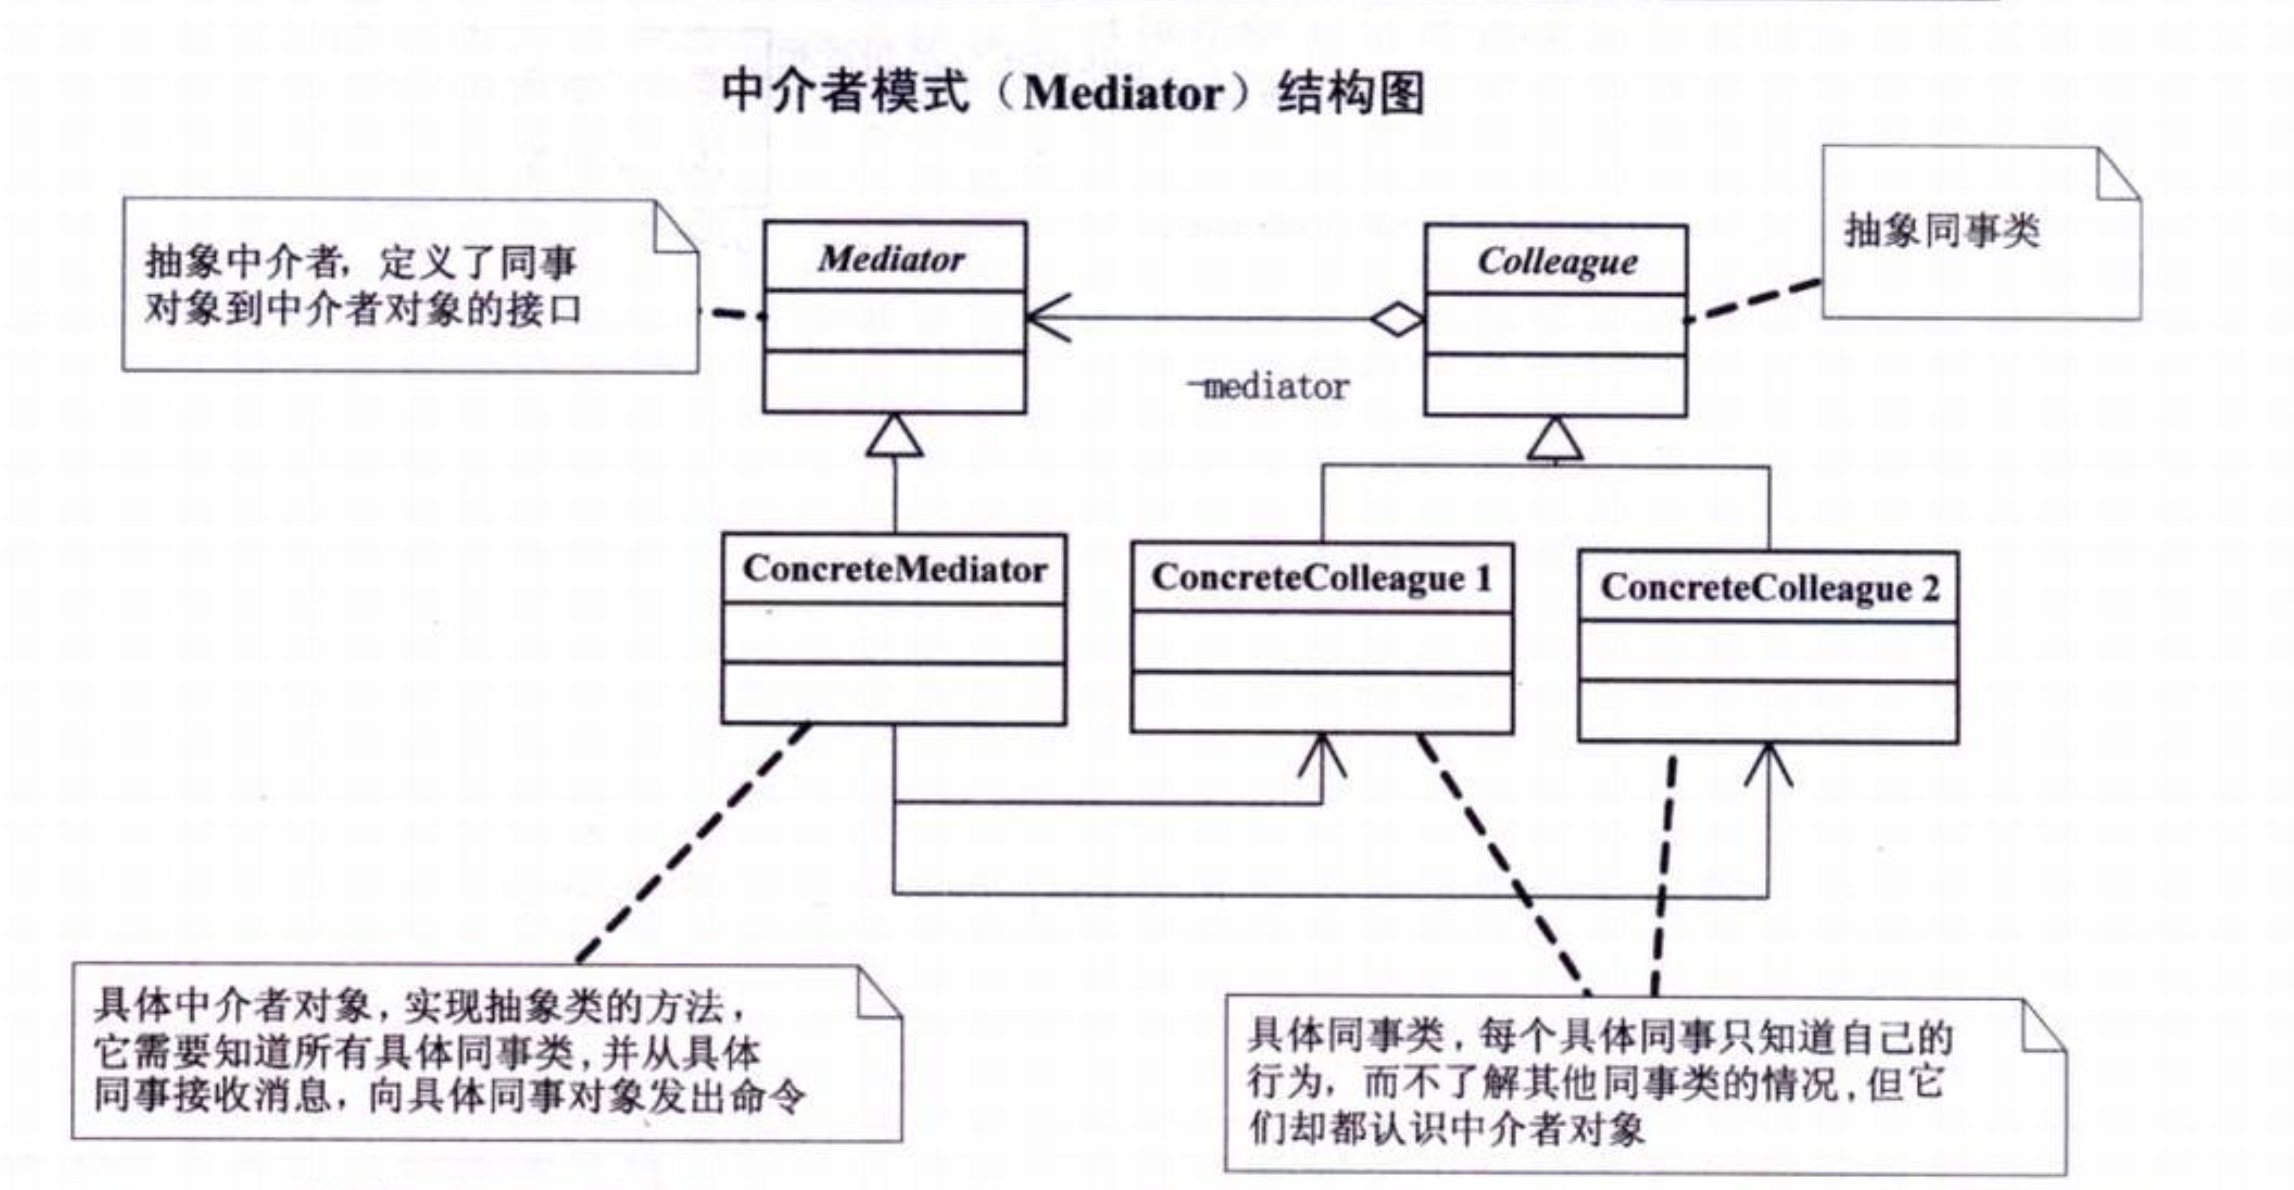 中介者模式（Mediator）结构图
抽象中介者，定义了同事
对象到中介者对象的接口
Mediator
Colleague
抽象同事类
-mediator
ConcreteMediator
ConcreteColleague 1
ConcreteColleague 2
具体中介者对象，实现抽象类的方法，
它需要知道所有具体同事类，并从具体
同事接收消息，向具体同事对象发出命令
具体同事类，每个具体同事只知道自己的
行为，而不了解其他同事类的情况，但它
们却都认识中介者对象